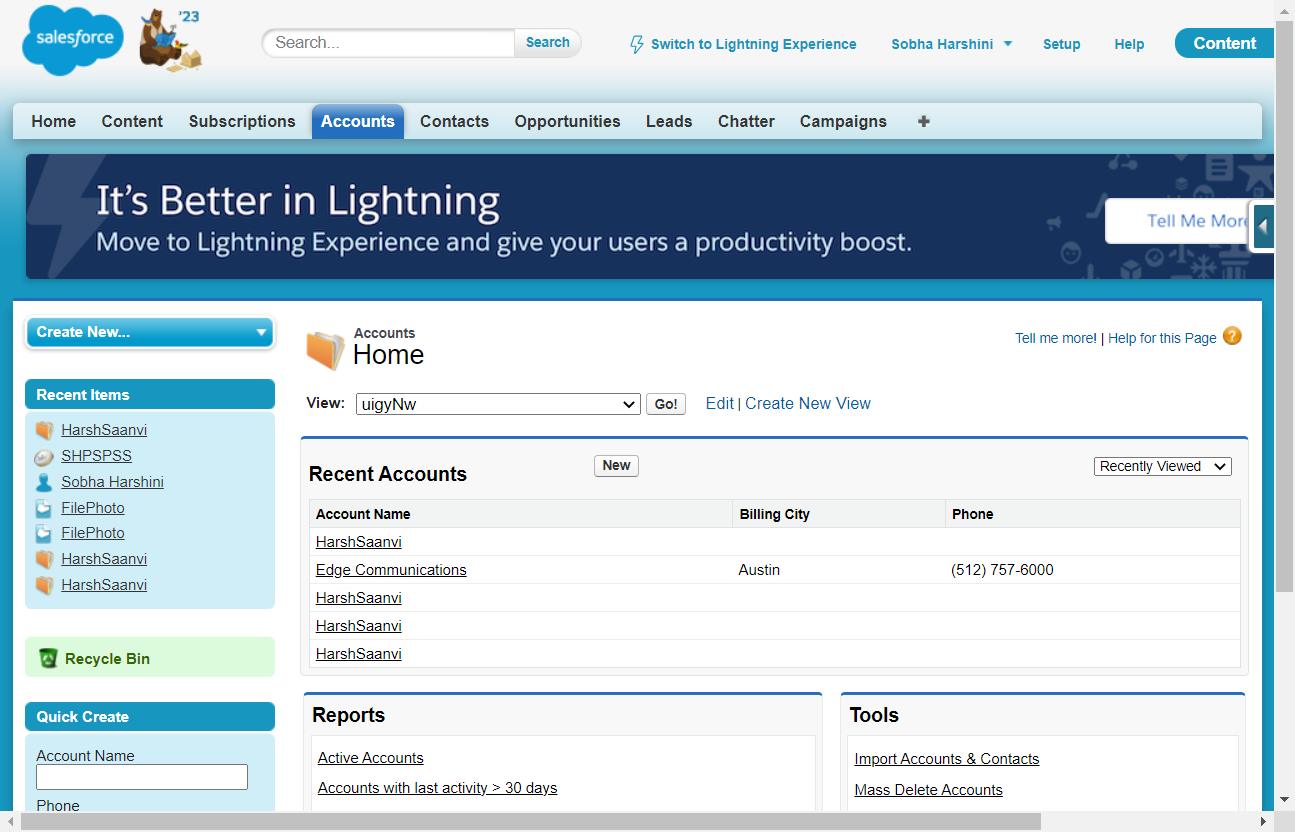 salesforce
'23
Search...
Search
Switch to Lightning Experience
Sobha Harshini
Setup
Help
Content
Home
Content
Subscriptions
Accounts
Contacts
Opportunities
Leads
Chatter
Campaigns
It's Better in Lightning
Move to Lightning Experience and give your users a productivity boost.
Tell Me More
Create New...
Recent Items
HarshSaanvi
SHPSPSS
Sobha Harshini
FilePhoto
FilePhoto
HarshSaanvi
HarshSaanvi
Recycle Bin
Quick Create
Account Name
Phone
Accounts
Home
Tell me more! | Help for this Page
View:
uigyNw
Go!
Edit | Create New View
Recent Accounts
New
Recently Viewed
Account Name Billing City Phone
HarshSaanvi
Edge Communications Austin (512) 757-6000
HarshSaanvi
HarshSaanvi
HarshSaanvi
Reports
Active Accounts
Accounts with last activity > 30 days
Tools
Import Accounts & Contacts
Mass Delete Accounts